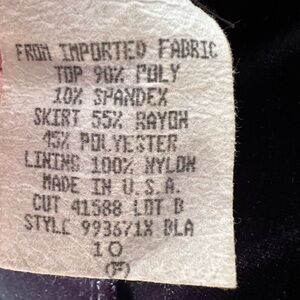 FROM IMPORTED FABRIC
TOP 90% POLY
10% SPANDEX
SKIRT 55% RAYON
45% POLYESTER
LINING 100% NYLON
MADE IN U.S.A.
CUT 41588 LOT B
STYLE 993671X BLA
10
(P)